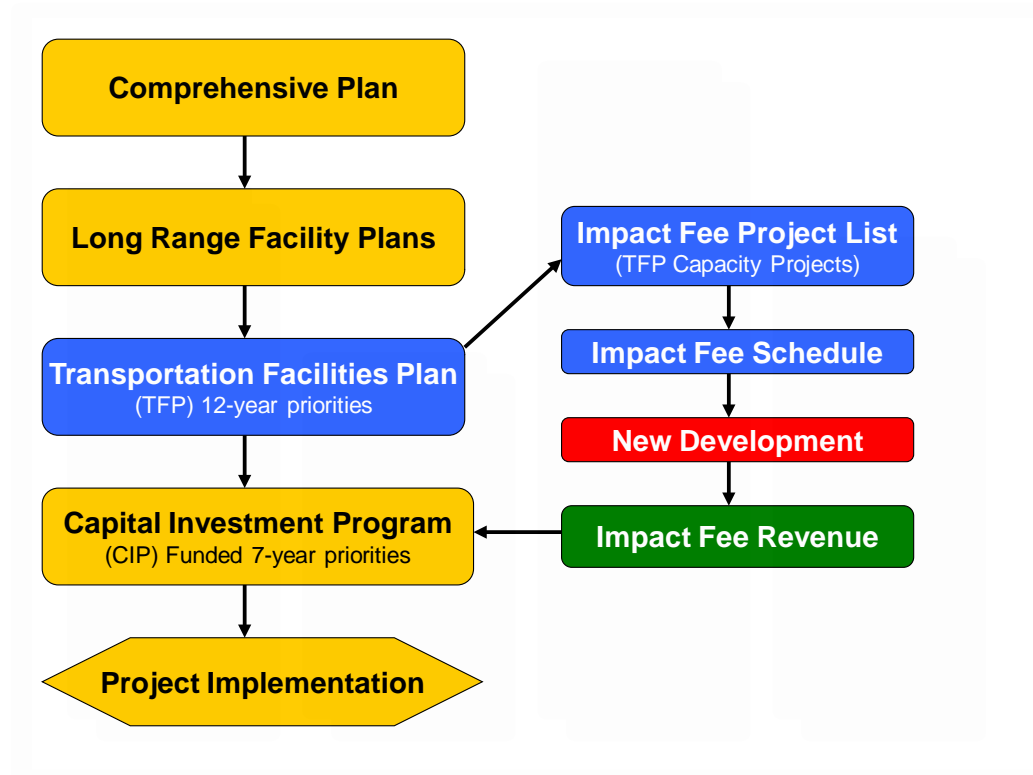 Comprehensive Plan
Long Range Facility Plans
Transportation Facilities Plan
(TFP) 12-year priorities
Capital Investment Program
(CIP) Funded 7-year priorities
Project Implementation
Impact Fee Project List
(TFP Capacity Projects)
Impact Fee Schedule
New Development
Impact Fee Revenue